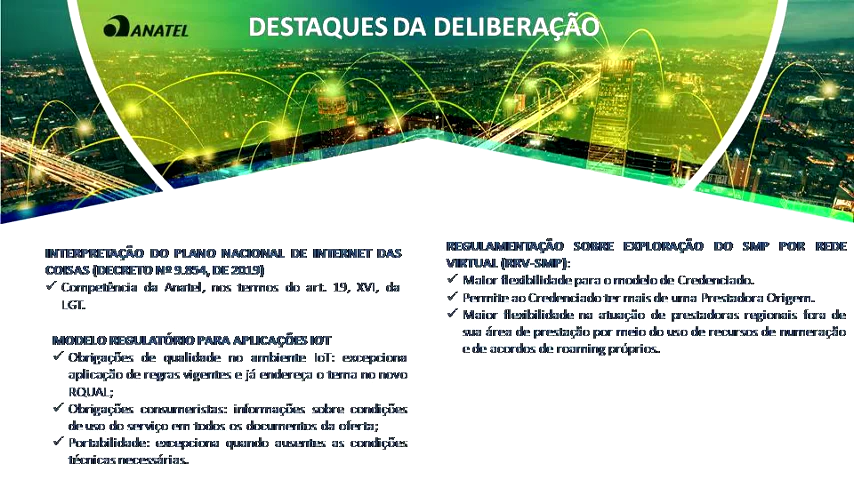 ANATEL
DESTAQUES DA DELIBERAÇÃO
INTERPRETAÇÃO DO PLANO NACIONAL DE INTERNET DAS
COISAS (DECRETO Nº 9.854, DE 2019)
✓ Competência da Anatel, nos termos do art. 19, XVI, da
LGT.
MODELO REGULATÓRIO PARA APLICAÇÕES IOT
✓ Obrigações de qualidade no ambiente IoT: excepciona
aplicação de regras vigentes e já endereça o tema no novo
RQUAL;
✓ Obrigações consumeristas: informações sobre condições
de uso do serviço em todos os documentos da oferta;
✓ Portabilidade: excepciona quando ausentes as condições
técnicas necessárias.
REGULAMENTAÇÃO SOBRE EXPLORAÇÃO DO SMP POR REDE
VIRTUAL (RRV-SMP):
✓ Maior flexibilidade para o modelo de Credenciado.
✓ Permite ao Credenciado ter mais de uma Prestadora Origem.
✓ Maior flexibilidade na atuação de prestadoras regionais fora de
sua área de prestação por meio do uso de recursos de numeração
e de acordos de roaming próprios.